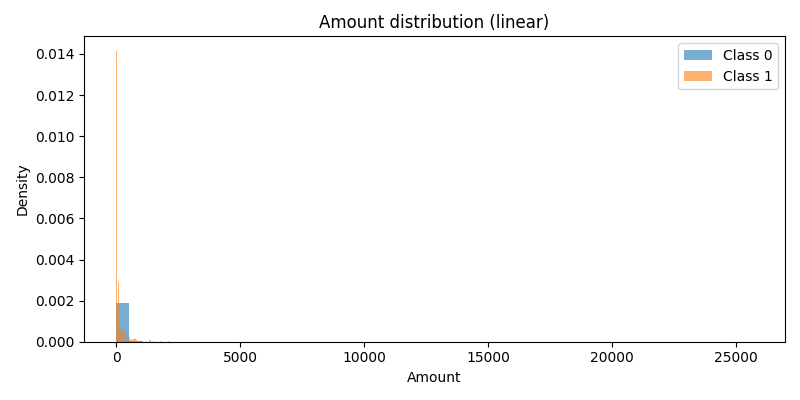 Amount distribution (linear)
Class 0
Class 1
0.014
0.012
0.010
0.008
0.006
0.004
0.002
0.000
Density
0 5000 10000 15000 20000 25000
Amount